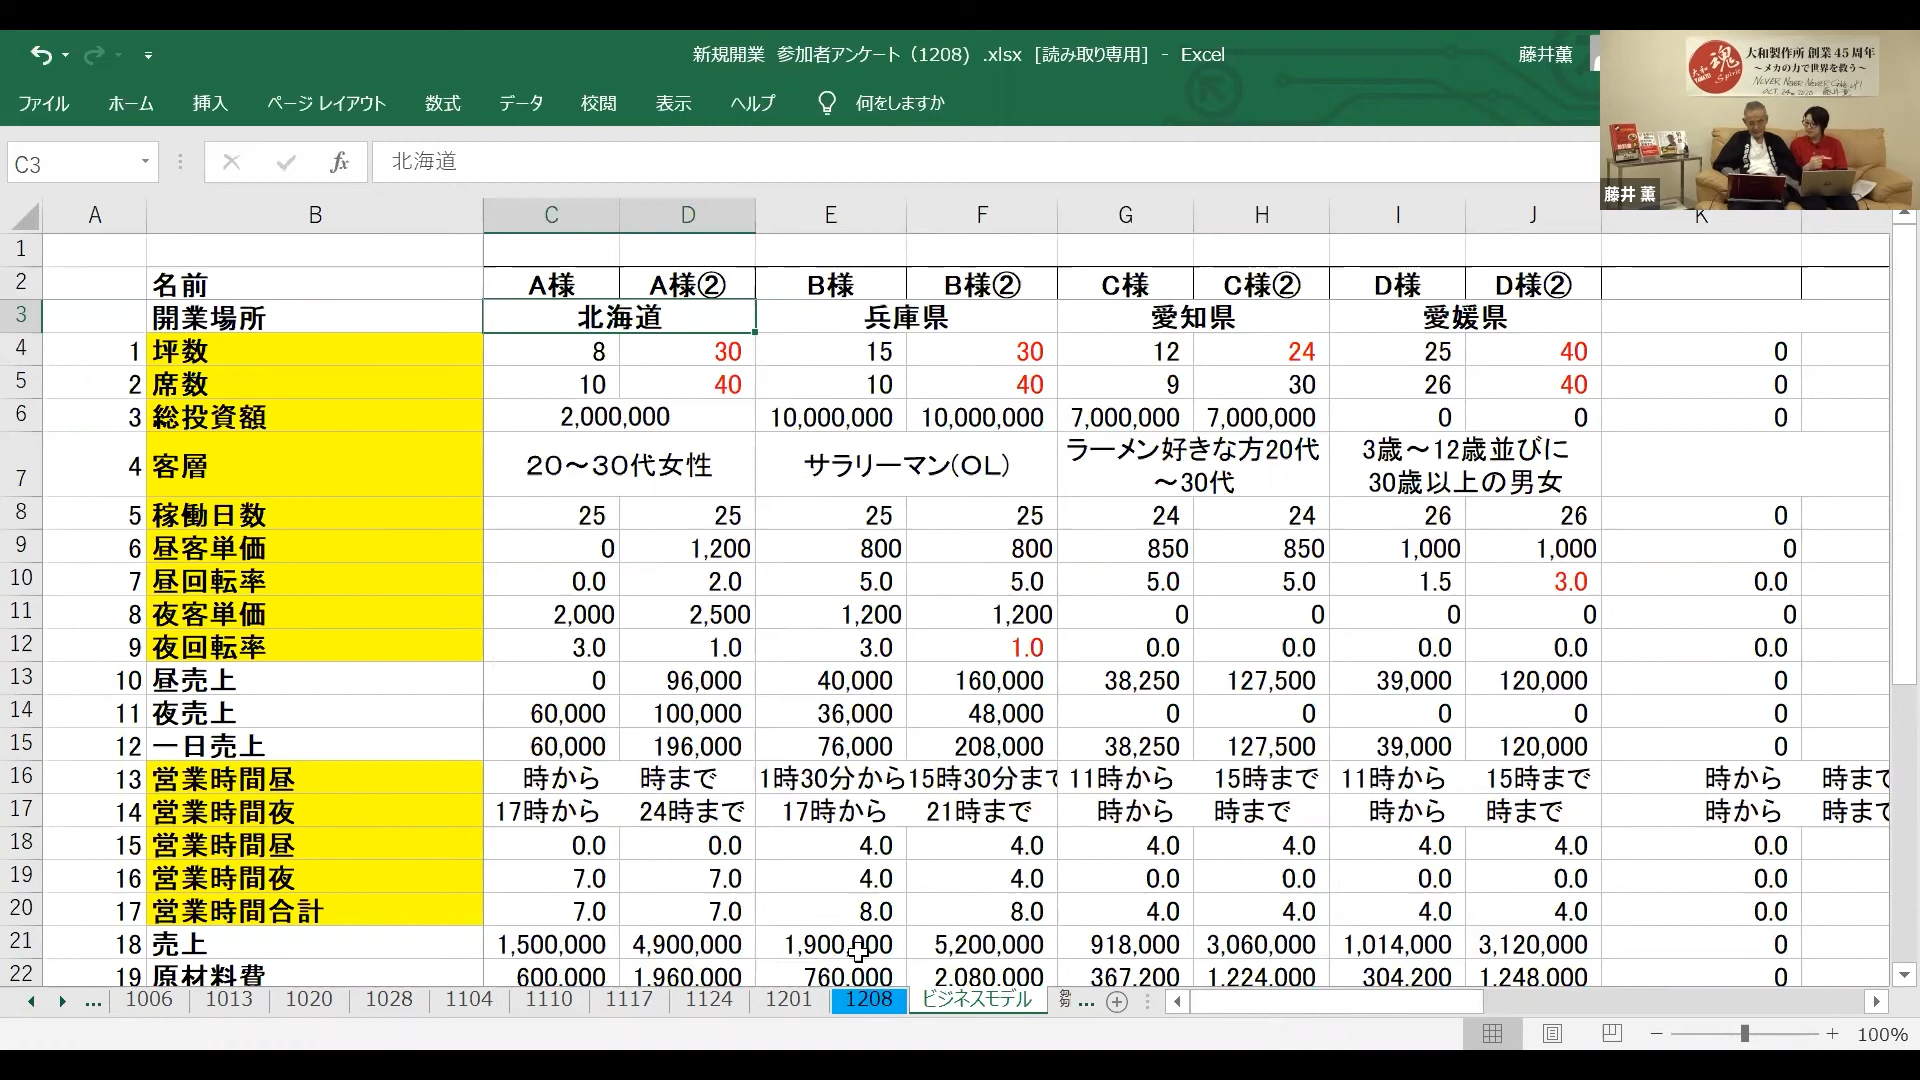 新規開業 参加者アンケート（1208) .xlsx [読み取り専用] - Excel
藤井薫
ファイル ホーム 挿入 ページ レイアウト 数式 データ 校閲 表示 ヘルプ 何をしますか
大和製作所 創業45周年
～メカの力で世界を救う～
NEVER NEVER NEVER GIVE UP!
魂
Spirit
藤井 薫
C3 fx 北海道
A B C D E F G H I J K
1
2 名前 A様 A様② B様 B様② C様 C様② D様 D様②
3 開業場所 北海道 兵庫県 愛知県 愛媛県
4 1 坪数 8 30 15 30 12 24 25 40 0
5 2 席数 10 40 10 40 9 30 26 40 0
6 3 総投資額 2,000,000 10,000,000 10,000,000 7,000,000 7,000,000 0 0 0
7 4 客層 20～30代女性 サラリーマン(OL) ラーメン好きな方20代～30代 3歳～12歳並びに30歳以上の男女
8 5 稼働日数 25 25 25 25 24 24 26 26 0
9 6 昼客単価 0 1,200 800 800 850 850 1,000 1,000 0
10 7 昼回転率 0.0 2.0 5.0 5.0 5.0 5.0 1.5 3.0 0.0
11 8 夜客単価 2,000 2,500 1,200 1,200 0 0 0 0 0
12 9 夜回転率 3.0 1.0 3.0 1.0 0.0 0.0 0.0 0.0 0.0
13 10 昼売上 0 96,000 40,000 160,000 38,250 127,500 39,000 120,000 0
14 11 夜売上 60,000 100,000 36,000 48,000 0 0 0 0 0
15 12 一日売上 60,000 196,000 76,000 208,000 38,250 127,500 39,000 120,000 0
16 13 営業時間昼 時から 時まで 1時30分から 15時30分まで 11時から 15時まで 11時から 15時まで 時から 時まで
17 14 営業時間夜 17時から 24時まで 17時から 21時まで 時から 時まで 時から 時まで 時から 時まで
18 15 営業時間昼 0.0 0.0 4.0 4.0 4.0 4.0 4.0 4.0 0.0
19 16 営業時間夜 7.0 7.0 4.0 4.0 0.0 0.0 0.0 0.0 0.0
20 17 営業時間合計 7.0 7.0 8.0 8.0 4.0 4.0 4.0 4.0 0.0
21 18 売上 1,500,000 4,900,000 1,900,000 5,200,000 918,000 3,060,000 1,014,000 3,120,000 0
22 19 原材料費 600,000 1,960,000 760,000 2,080,000 367,200 1,224,000 304,200 1,248,000 0
... 1006 1013 1020 1028 1104 1110 1117 1124 1201 1208 ビジネスモデル ...
100%